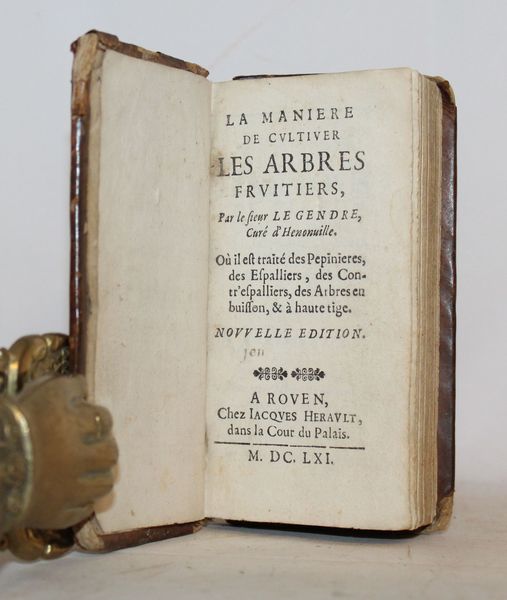 LA MANIERE
DE CVLTIVER
LES ARBRES
FRVITIERS,
Par le ſieur LE GENDRE,
Curé d'Henonuille.
Où il eſt traité des Pepinieres,
des Eſpalliers, des Con-
tr'eſpalliers, des Arbres en
buiſſon, & à haute tige.
NOVVELLE EDITION.
A ROVEN,
Chez IACQVES HERAVLT,
dans la Cour du Palais.
M. DC. LXI.